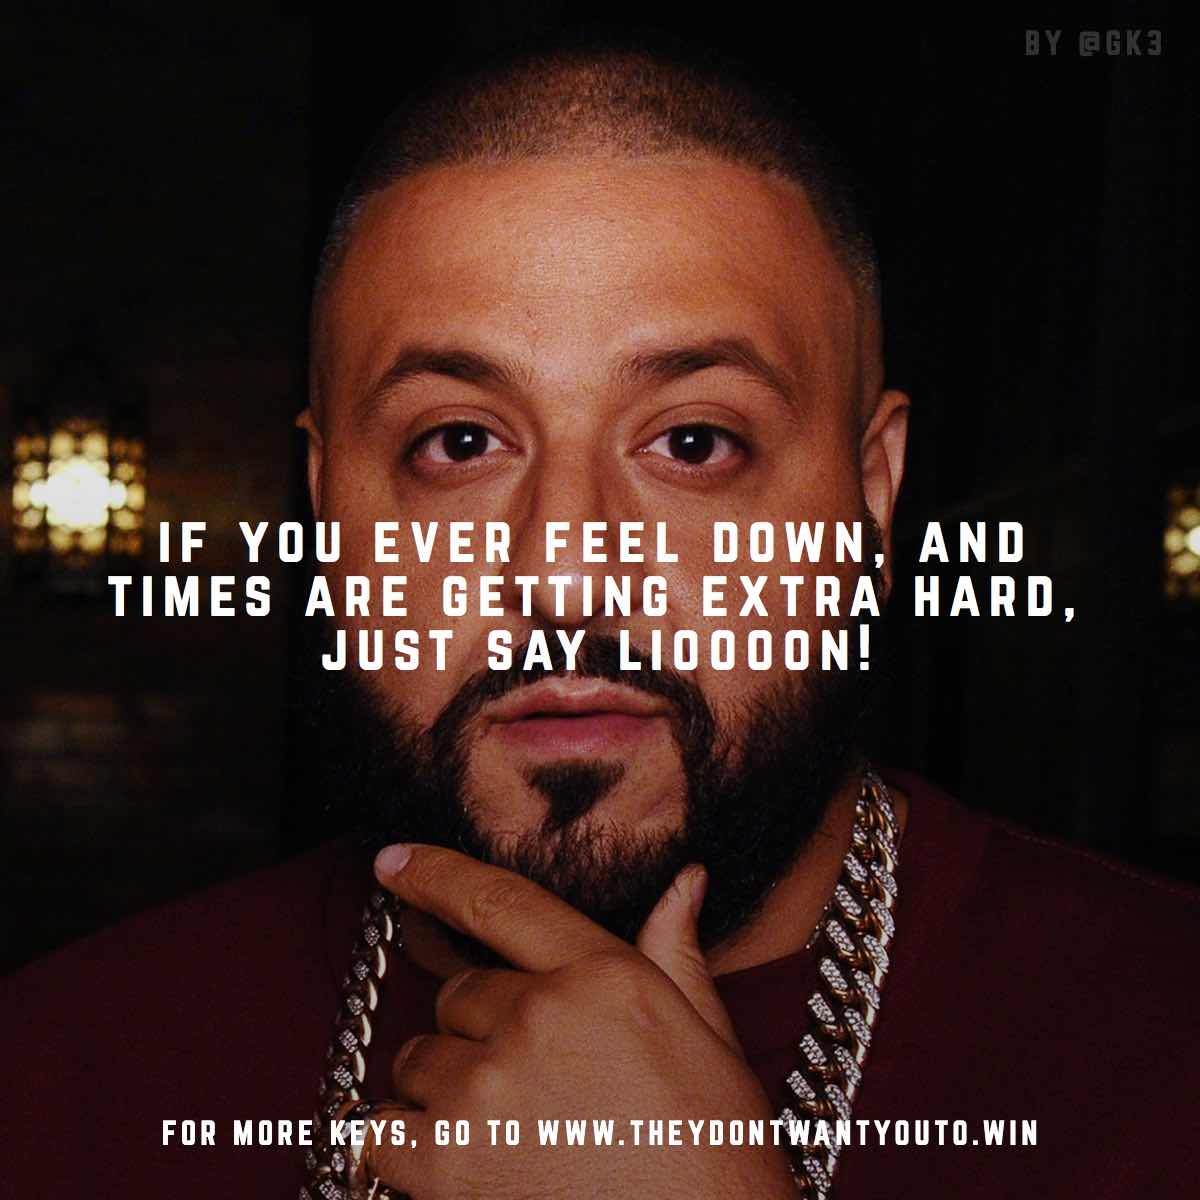 BY @GK3
IF YOU EVER FEEL DOWN, AND
TIMES ARE GETTING EXTRA HARD,
JUST SAY LIOOOON!
FOR MORE KEYS, GO TO WWW.THEYDONTWANTYOUTO.WIN